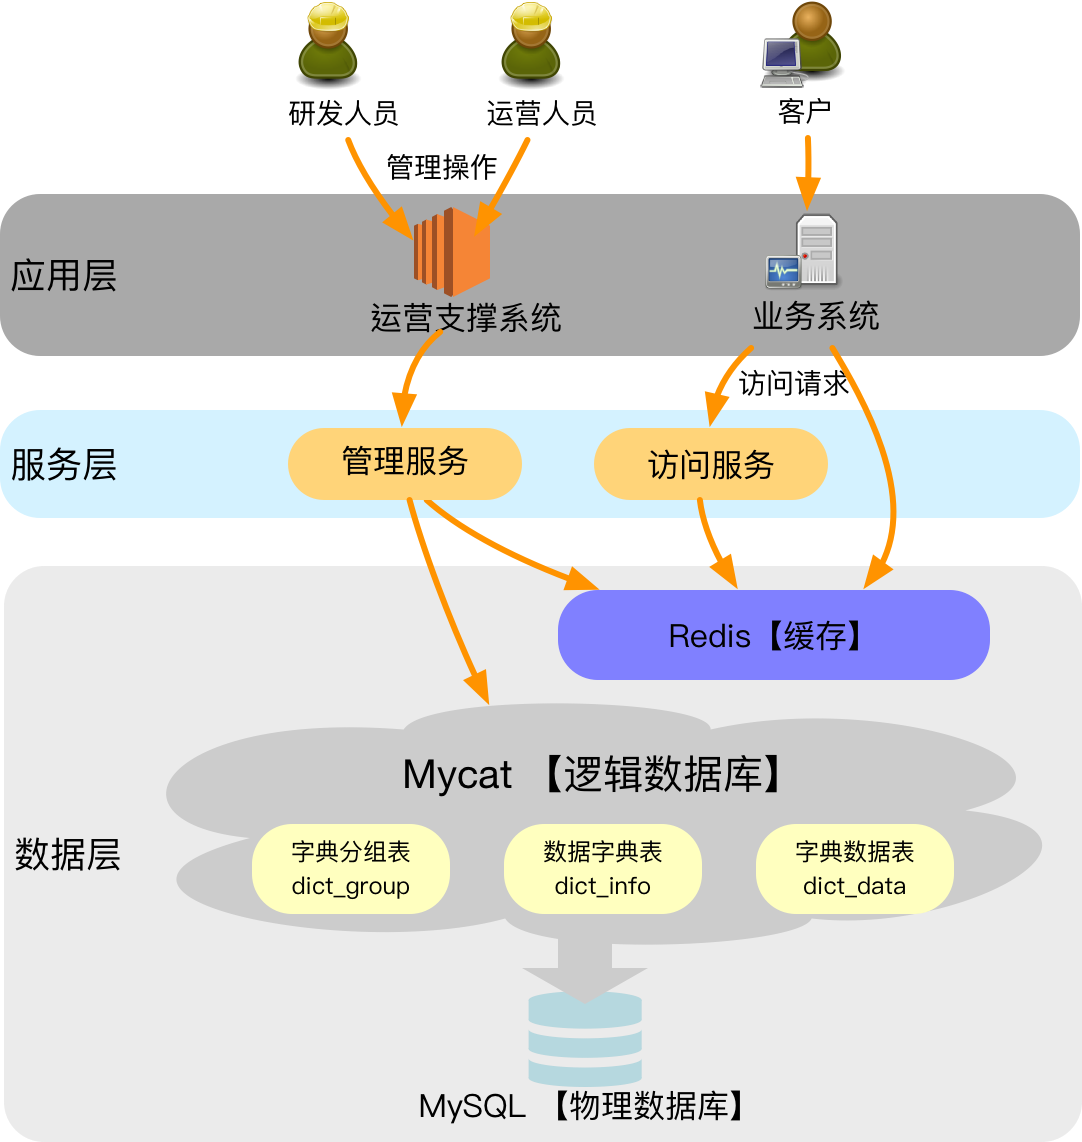 研发人员
运营人员
客户
管理操作
应用层
运营支撑系统
业务系统
访问请求
服务层
管理服务
访问服务
Redis【缓存】
Mycat 【逻辑数据库】
数据层
字典分组表
dict_group
数据字典表
dict_info
字典数据表
dict_data
MySQL 【物理数据库】